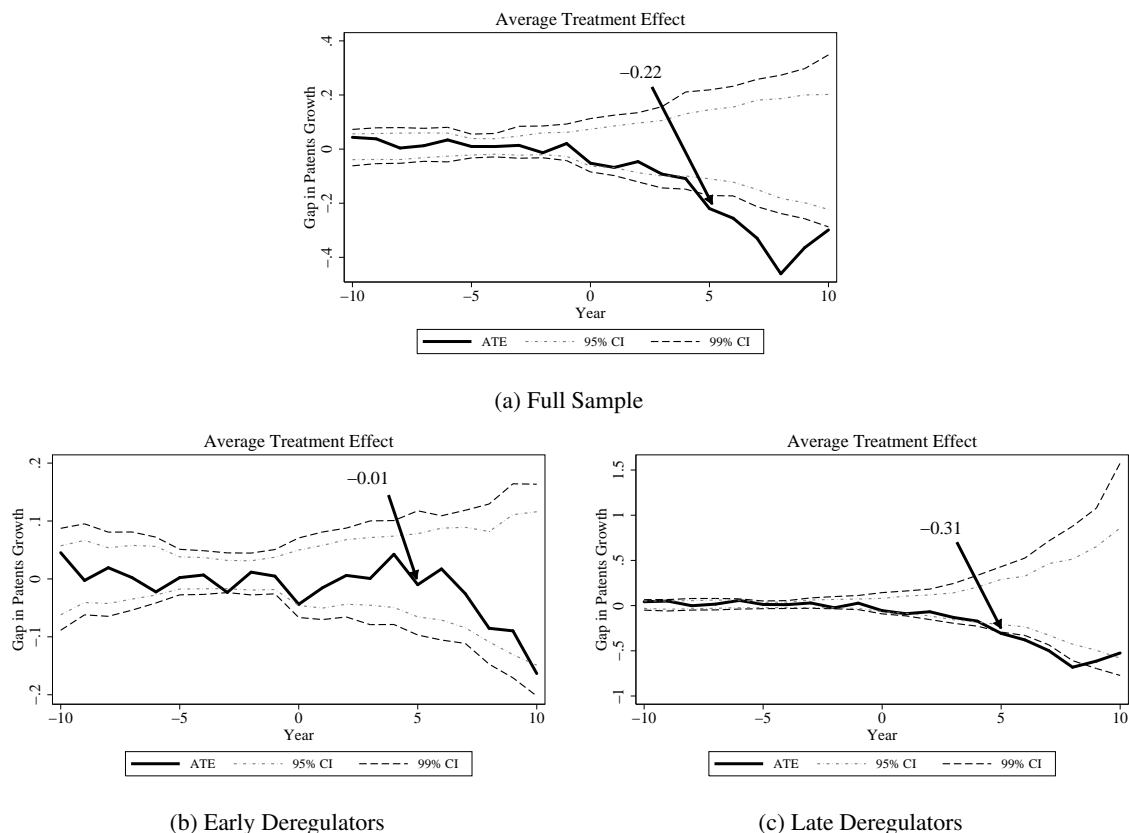 Average Treatment Effect
Gap in Patents Growth
.4
.2
0
-.2
-.4
−0.22
−10 −5 0 5 10
Year
ATE 95% CI 99% CI
(a) Full Sample
Average Treatment Effect
Gap in Patents Growth
.2
.1
0
-.1
-.2
−0.01
−10 −5 0 5 10
Year
ATE 95% CI 99% CI
(b) Early Deregulators
Average Treatment Effect
Gap in Patents Growth
1.5
1
.5
0
-.5
-1
−0.31
−10 −5 0 5 10
Year
ATE 95% CI 99% CI
(c) Late Deregulators